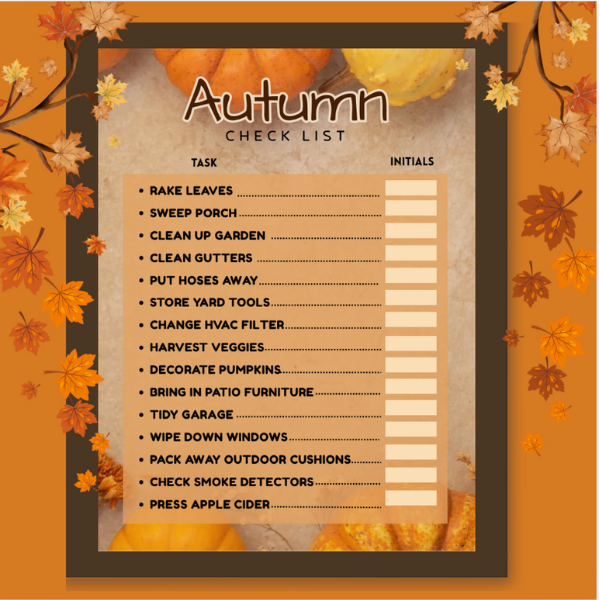 Autumn
CHECK LIST
TASK INITIALS
• RAKE LEAVES
• SWEEP PORCH
• CLEAN UP GARDEN
• CLEAN GUTTERS
• PUT HOSES AWAY
• STORE YARD TOOLS
• CHANGE HVAC FILTER
• HARVEST VEGGIES
• DECORATE PUMPKINS
• BRING IN PATIO FURNITURE
• TIDY GARAGE
• WIPE DOWN WINDOWS
• PACK AWAY OUTDOOR CUSHIONS
• CHECK SMOKE DETECTORS
• PRESS APPLE CIDER